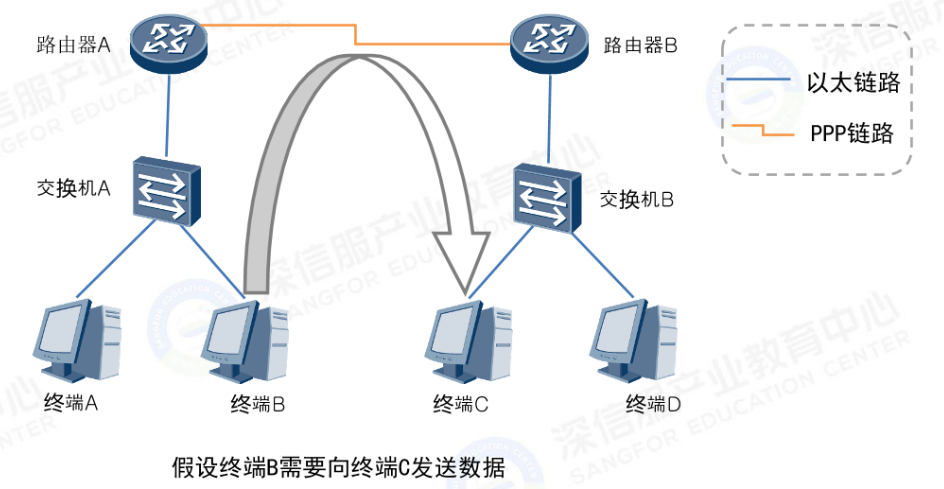 路由器A
路由器B
以太链路
PPP链路
交换机A
交换机B
终端A
终端B
终端C
终端D
假设终端B需要向终端C发送数据
深信服产业教育中心
SANGFOR EDUCATION CENTER